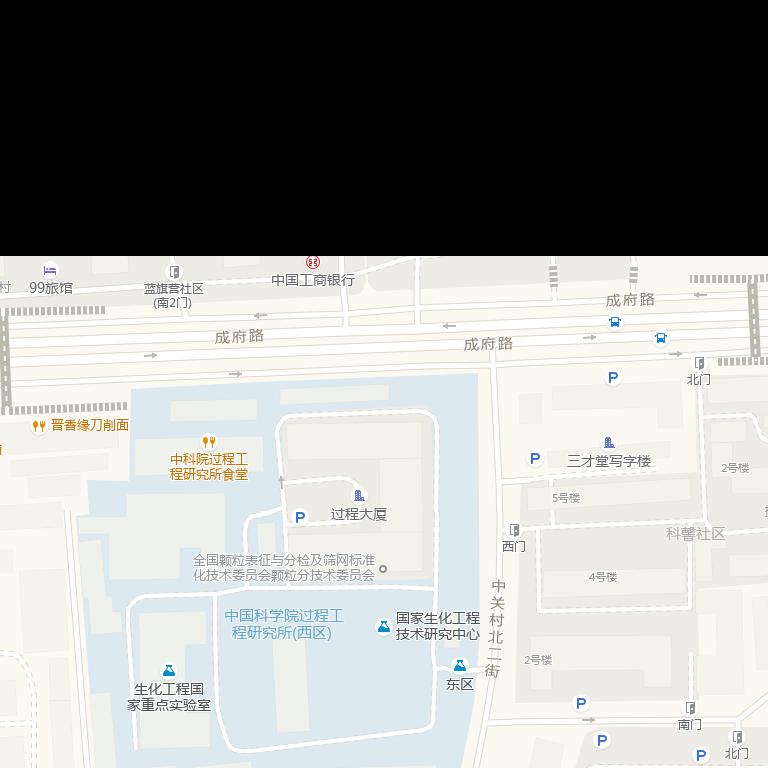 中国工商银行
村
99旅馆
蓝旗营社区
(南2门)
成府路
成府路
成府路
北门
晋香缘刀削面
中科院过程工
程研究所食堂
三才堂写字楼
2号楼
5号楼
过程大厦
西门
科馨社区
全国颗粒表征与分检及筛网标准
化技术委员会颗粒分技术委员会
4号楼
中关村北二街
中国科学院过程工
程研究所(西区)
国家生化工程
技术研究中心
2号楼
东区
生化工程国
家重点实验室
南门
北门